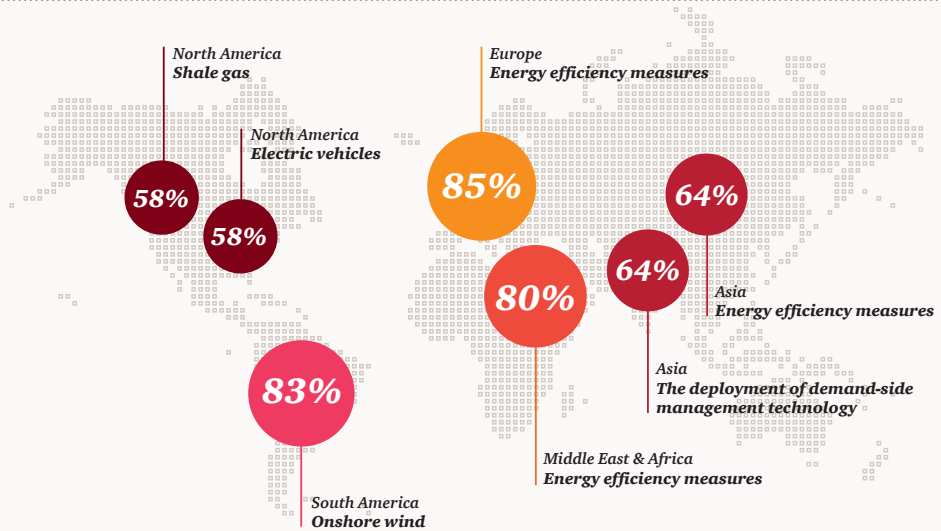 North America
Shale gas
58%
North America
Electric vehicles
58%
Europe
Energy efficiency measures
85%
64%
Asia
Energy efficiency measures
64%
Asia
The deployment of demand-side
management technology
80%
Middle East & Africa
Energy efficiency measures
83%
South America
Onshore wind